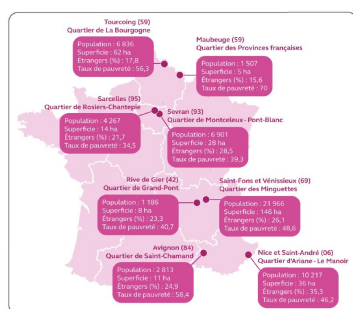 Tourcoing (59)
Quartier de La Bourgogne
Population : 6 836
Superficie : 62 ha
Étrangers (%) : 17,8
Taux de pauvreté : 56,3
Maubeuge (59)
Quartier des Provinces françaises
Population : 1 507
Superficie : 5 ha
Étrangers (%) : 15,6
Taux de pauvreté : 70
Sarcelles (95)
Quartier de Rosiers-Chantepie
Population : 4 267
Superficie : 14 ha
Étrangers (%) : 21,7
Taux de pauvreté : 34,5
Sevran (93)
Quartier de Montceleux - Pont-Blanc
Population : 6 901
Superficie : 28 ha
Étrangers (%) : 28,5
Taux de pauvreté : 39,3
Rive de Gier (42)
Quartier de Grand-Pont
Population : 1 186
Superficie : 8 ha
Étrangers (%) : 23,3
Taux de pauvreté : 40,7
Saint-Fons et Vénissieux (69)
Quartier des Minguettes
Population : 21 966
Superficie : 146 ha
Étrangers (%) : 26,1
Taux de pauvreté : 48,6
Avignon (84)
Quartier de Saint-Chamand
Population : 2 813
Superficie : 11 ha
Étrangers (%) : 24,9
Taux de pauvreté : 58,4
Nice et Saint-André (06)
Quartier d'Ariane - Le Manoir
Population : 10 217
Superficie : 36 ha
Étrangers (%) : 35,3
Taux de pauvreté : 46,2